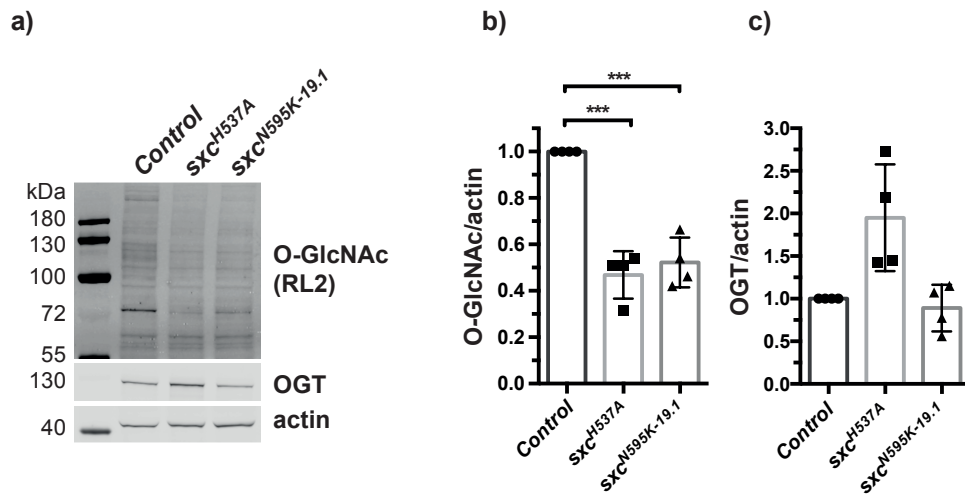 a)
Control
sxcH537A
sxcN595K-19.1
kDa
180
130
100
72
55
130
40
O-GlcNAc
(RL2)
OGT
actin
b)
***
***
O-GlcNAc/actin
1.0
0.8
0.6
0.4
0.2
0.0
Control
sxcH537A
sxcN595K-19.1
c)
OGT/actin
3.0
2.5
2.0
1.5
1.0
0.5
0.0
Control
sxcH537A
sxcN595K-19.1